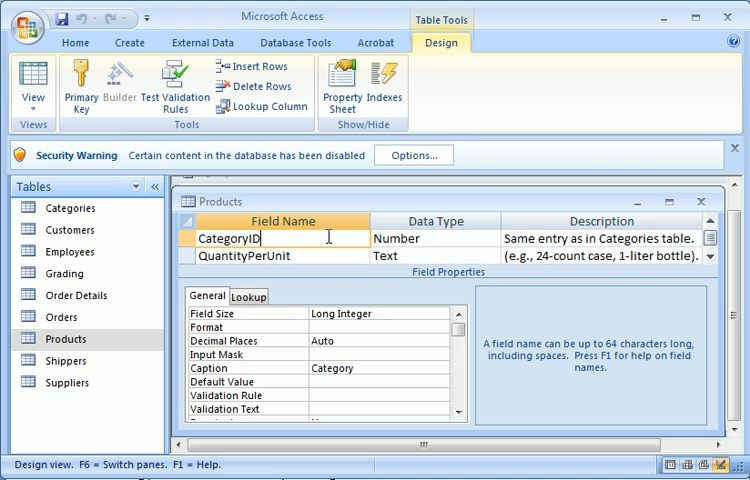 Microsoft Access
Table Tools
Home Create External Data Database Tools Acrobat Design
View
Primary Key
Builder
Test Validation Rules
Insert Rows
Delete Rows
Lookup Column
Property Sheet
Indexes
Views Tools Show/Hide
Security Warning Certain content in the database has been disabled Options...
Tables
Categories
Customers
Employees
Grading
Order Details
Orders
Products
Shippers
Suppliers
Products
Field Name Data Type Description
CategoryID Number Same entry as in Categories table.
QuantityPerUnit Text (e.g., 24-count case, 1-liter bottle).
Field Properties
General Lookup
Field Size Long Integer
Format
Decimal Places Auto
Input Mask
Caption Category
Default Value
Validation Rule
Validation Text
A field name can be up to 64 characters long,
including spaces. Press F1 for help on field
names.
Design view. F6 = Switch panes. F1 = Help.